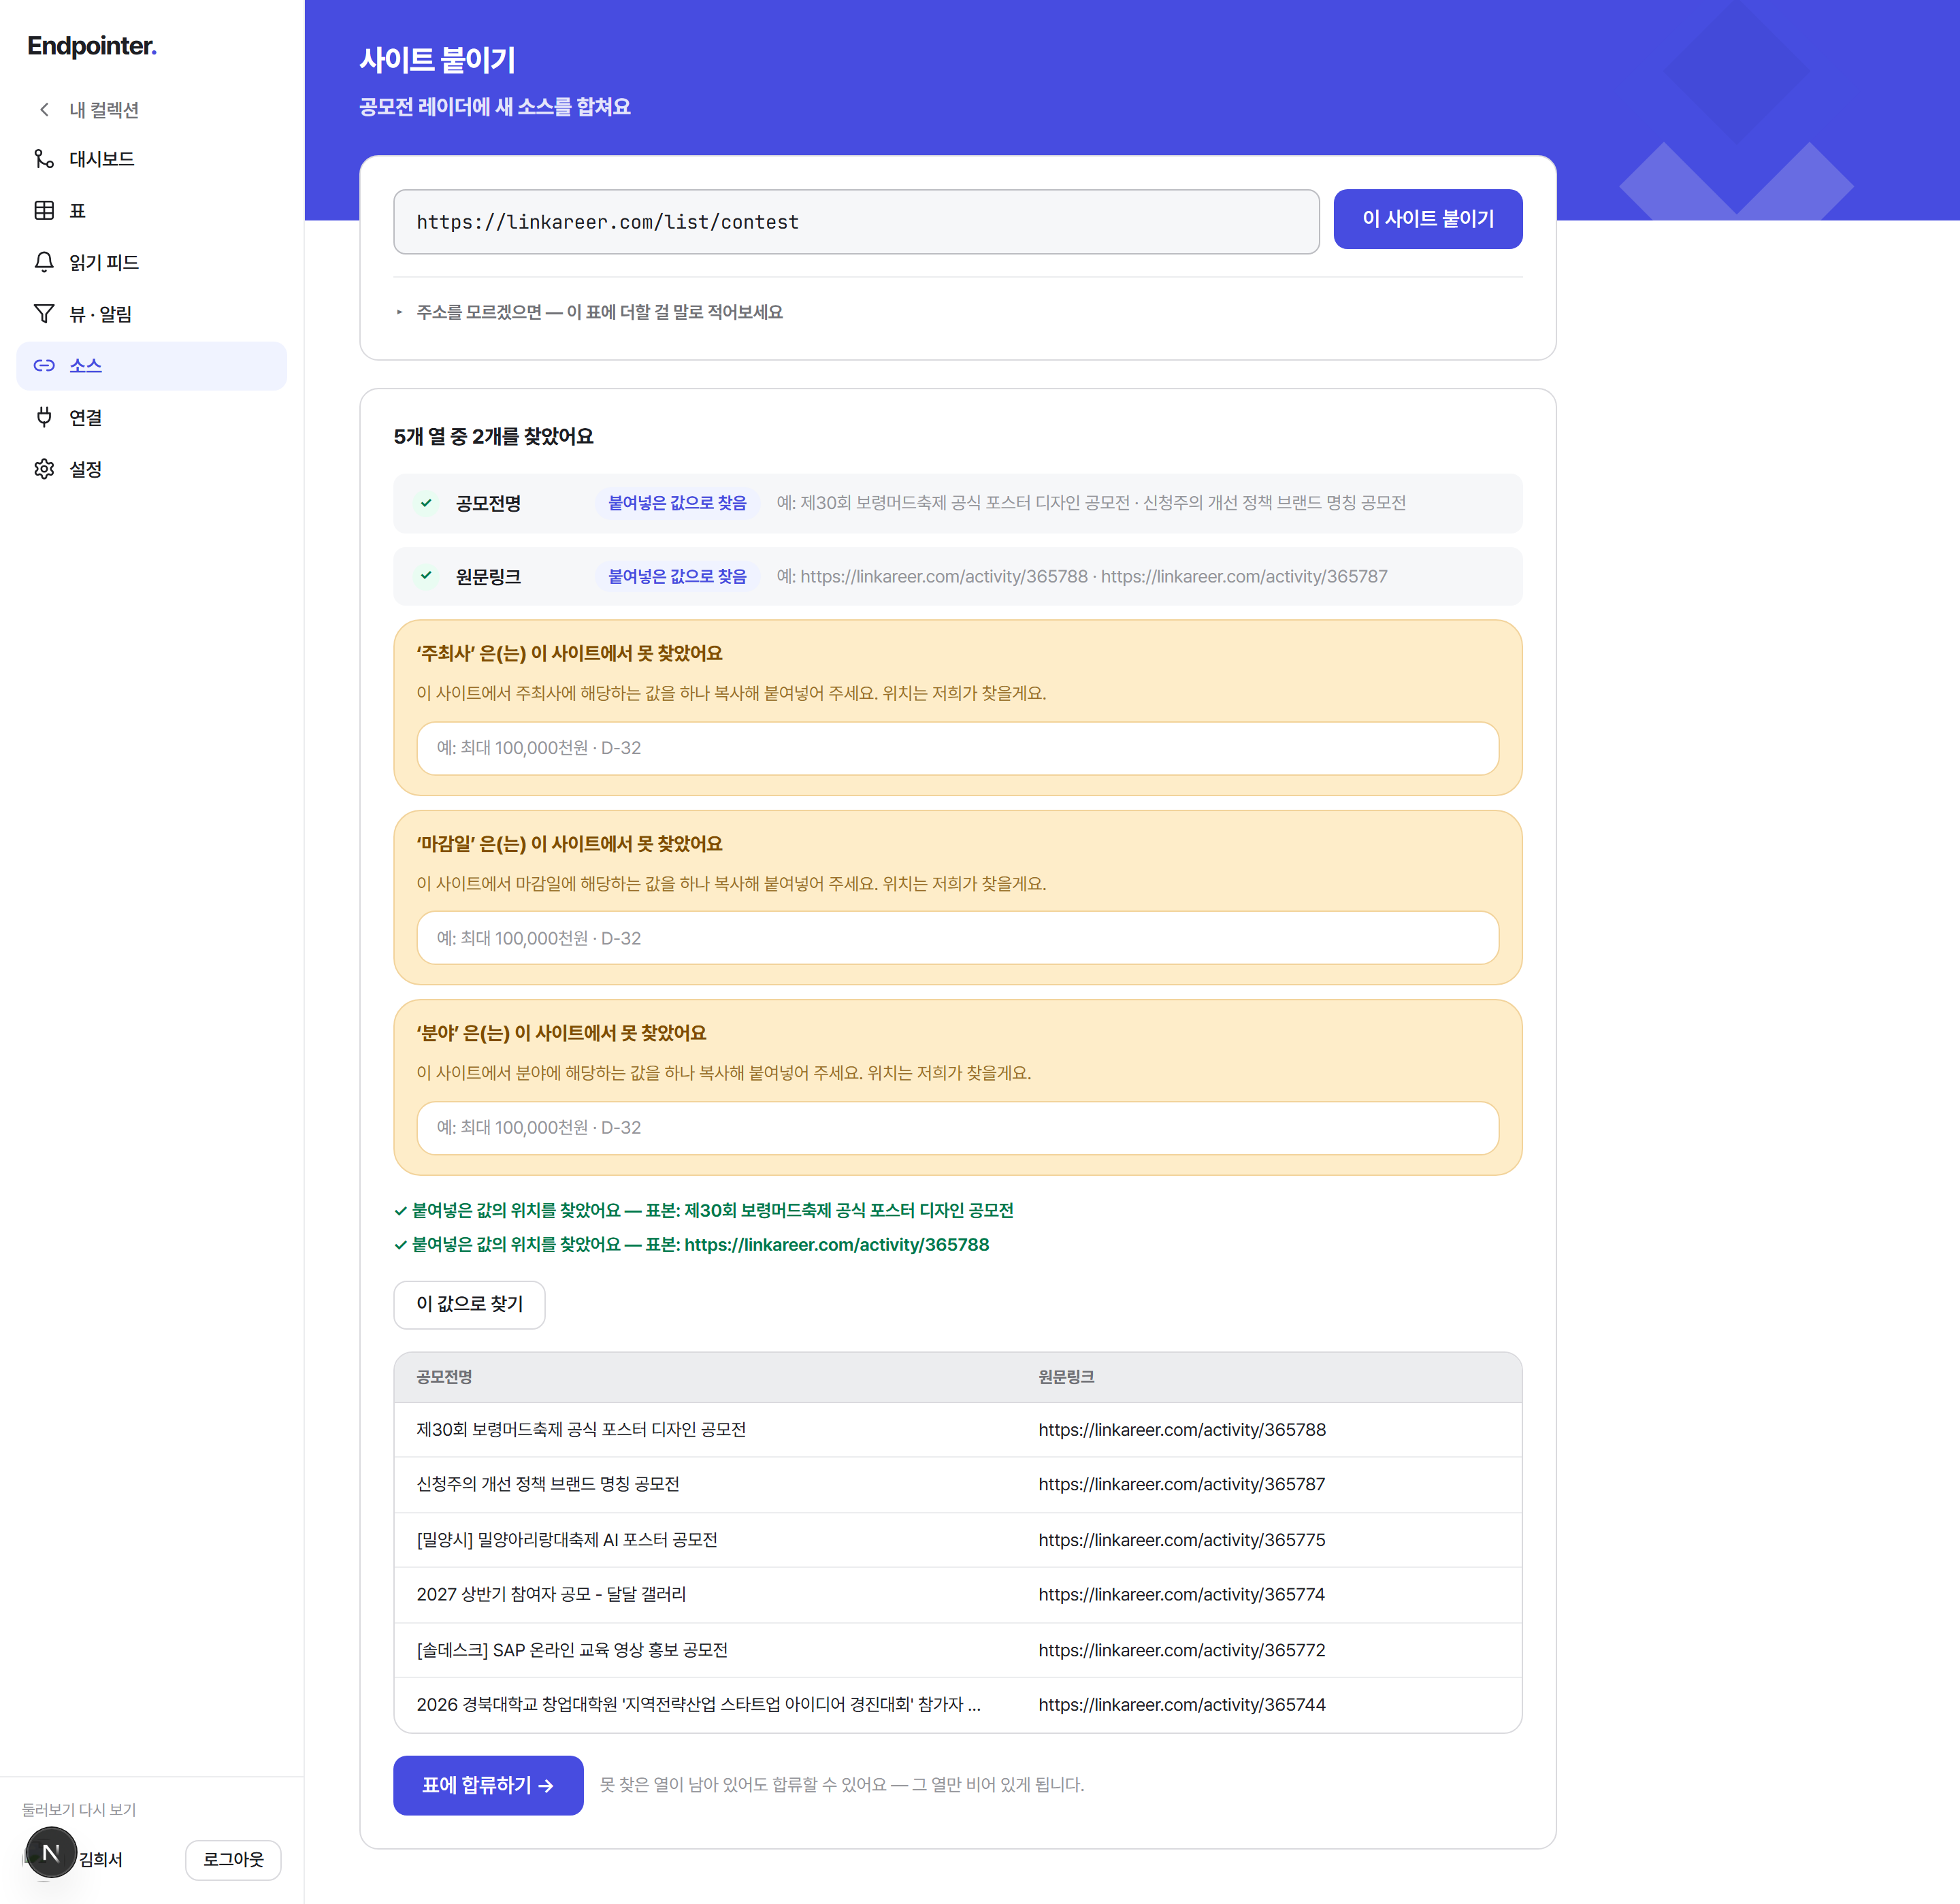 Endpointer.
내 컬렉션
대시보드
표
읽기 피드
뷰 · 알림
소스
연결
설정
둘러보기 다시 보기
N
김희서
로그아웃
사이트 붙이기
공모전 레이더에 새 소스를 합쳐요
https://linkareer.com/list/contest
이 사이트 붙이기
▸ 주소를 모르겠으면 — 이 표에 더할 걸 말로 적어보세요
5개 열 중 2개를 찾았어요
공모전명 붙여넣은 값으로 찾음 예: 제30회 보령머드축제 공식 포스터 디자인 공모전 · 신청주의 개선 정책 브랜드 명칭 공모전
원문링크 붙여넣은 값으로 찾음 예: https://linkareer.com/activity/365788 · https://linkareer.com/activity/365787
‘주최사’ 은(는) 이 사이트에서 못 찾았어요
이 사이트에서 주최사에 해당하는 값을 하나 복사해 붙여넣어 주세요. 위치는 저희가 찾을게요.
예: 최대 100,000천원 · D-32
‘마감일’ 은(는) 이 사이트에서 못 찾았어요
이 사이트에서 마감일에 해당하는 값을 하나 복사해 붙여넣어 주세요. 위치는 저희가 찾을게요.
예: 최대 100,000천원 · D-32
‘분야’ 은(는) 이 사이트에서 못 찾았어요
이 사이트에서 분야에 해당하는 값을 하나 복사해 붙여넣어 주세요. 위치는 저희가 찾을게요.
예: 최대 100,000천원 · D-32
✓ 붙여넣은 값의 위치를 찾았어요 — 표본: 제30회 보령머드축제 공식 포스터 디자인 공모전
✓ 붙여넣은 값의 위치를 찾았어요 — 표본: https://linkareer.com/activity/365788
이 값으로 찾기
공모전명 원문링크
제30회 보령머드축제 공식 포스터 디자인 공모전 https://linkareer.com/activity/365788
신청주의 개선 정책 브랜드 명칭 공모전 https://linkareer.com/activity/365787
[밀양시] 밀양아리랑대축제 AI 포스터 공모전 https://linkareer.com/activity/365775
2027 상반기 참여자 공모 - 달달 갤러리 https://linkareer.com/activity/365774
[솔데스크] SAP 온라인 교육 영상 홍보 공모전 https://linkareer.com/activity/365772
2026 경북대학교 창업대학원 '지역전략산업 스타트업 아이디어 경진대회' 참가자 ... https://linkareer.com/activity/365744
표에 합류하기 → 못 찾은 열이 남아 있어도 합류할 수 있어요 — 그 열만 비어 있게 됩니다.